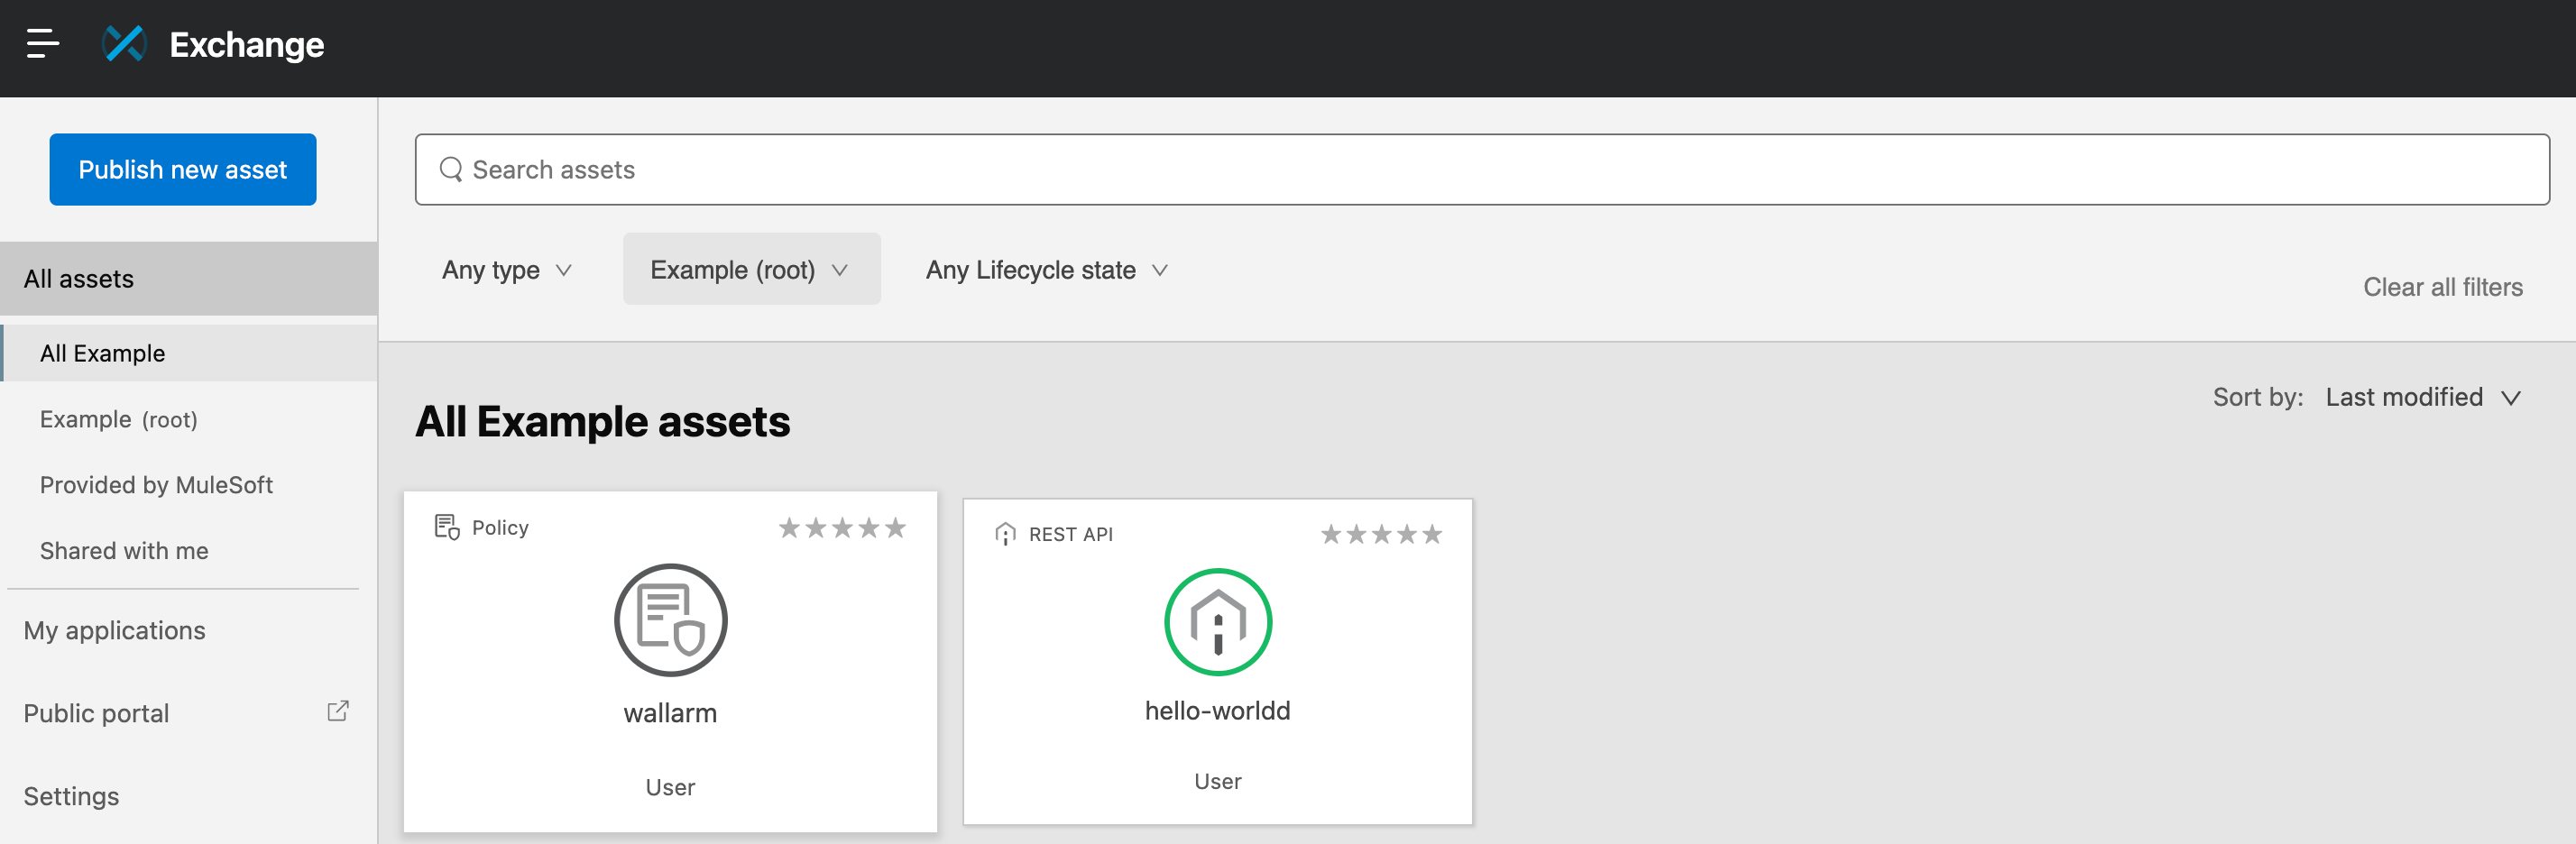 Exchange
Publish new asset
All assets
All Example
Example (root)
Provided by MuleSoft
Shared with me
My applications
Public portal
Settings
Search assets
Any type
Example (root)
Any Lifecycle state
Clear all filters
Sort by: Last modified
All Example assets
Policy
wallarm
User
REST API
hello-worldd
User